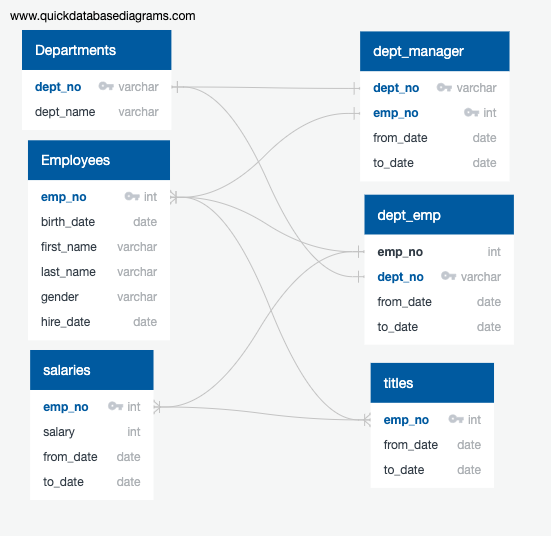 www.quickdatabasediagrams.com
Departments
dept_no varchar
dept_name varchar
Employees
emp_no int
birth_date date
first_name varchar
last_name varchar
gender varchar
hire_date date
salaries
emp_no int
salary int
from_date date
to_date date
dept_manager
dept_no varchar
emp_no int
from_date date
to_date date
dept_emp
emp_no int
dept_no varchar
from_date date
to_date date
titles
emp_no int
from_date date
to_date date